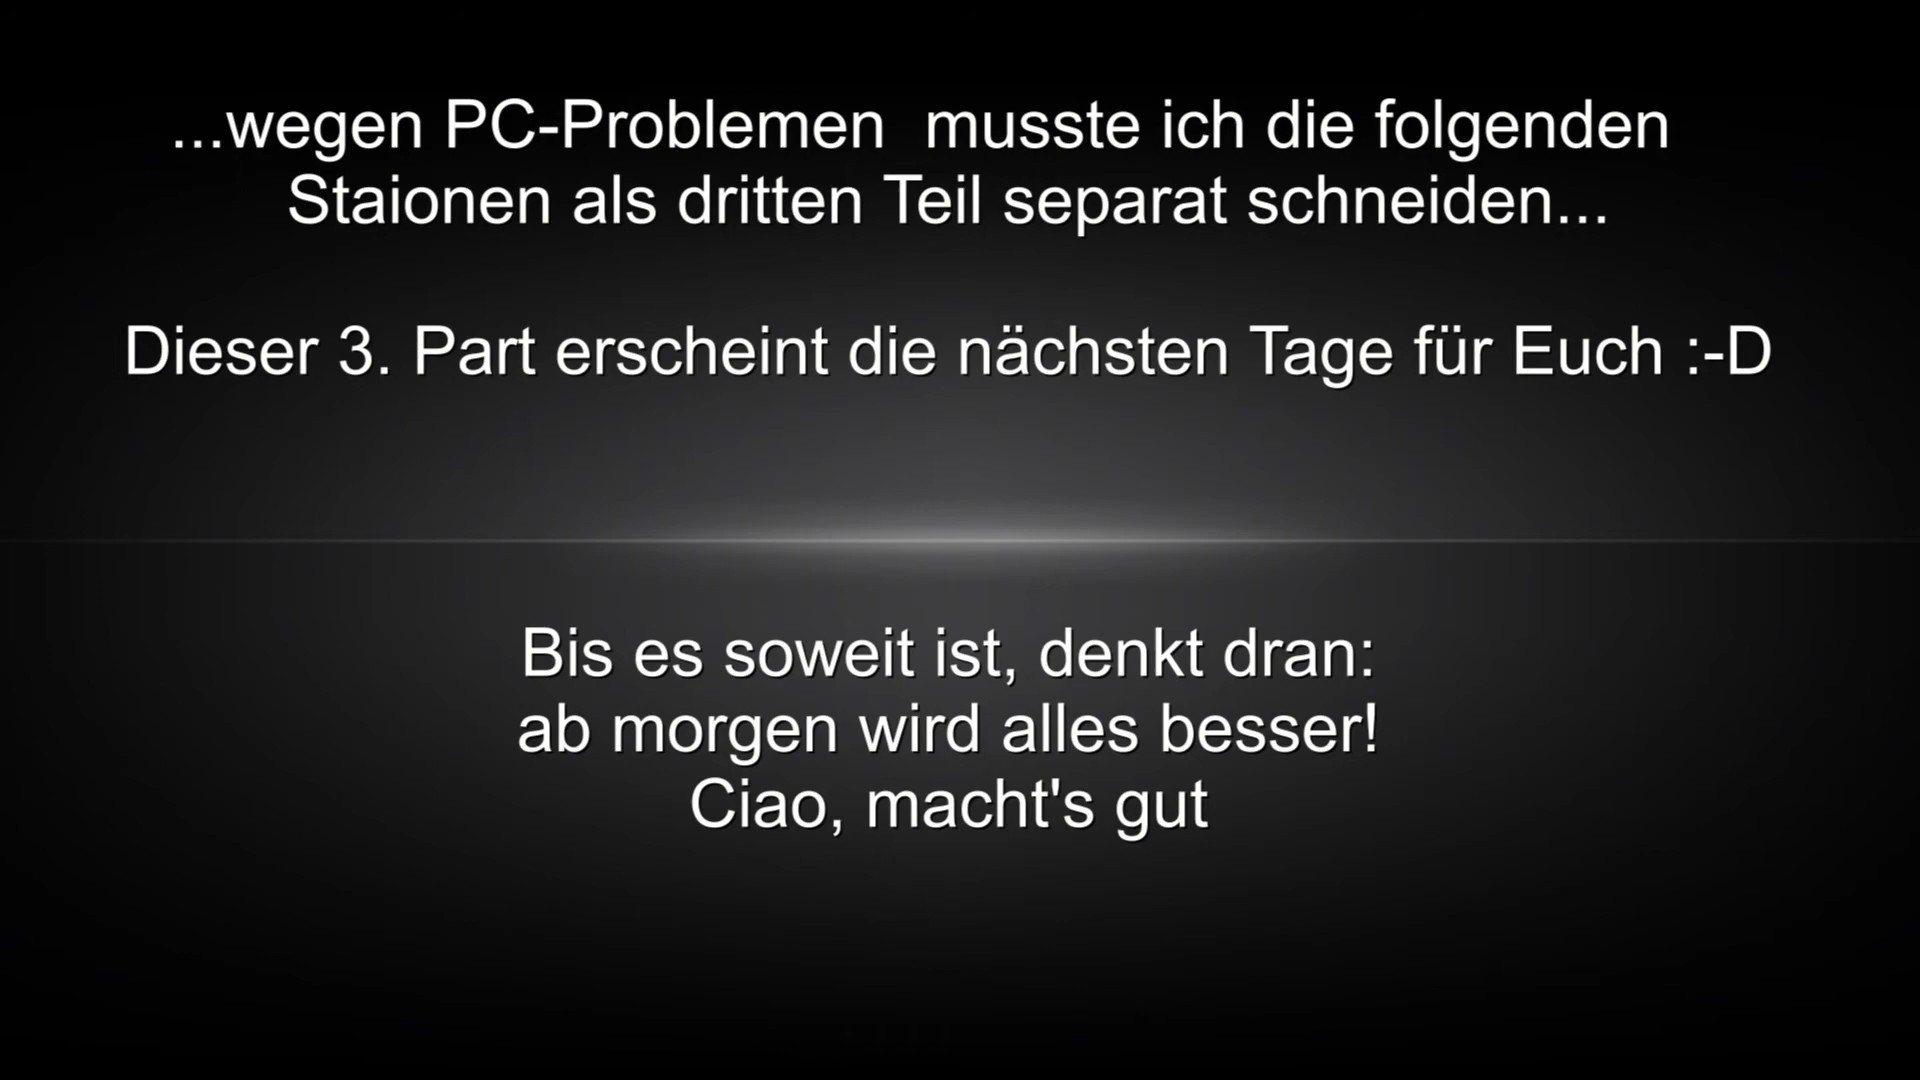 ...wegen PC-Problemen  musste ich die folgenden
Staionen als dritten Teil separat schneiden...
Dieser 3. Part erscheint die nächsten Tage für Euch :-D
Bis es soweit ist, denkt dran:
ab morgen wird alles besser!
Ciao, macht's gut